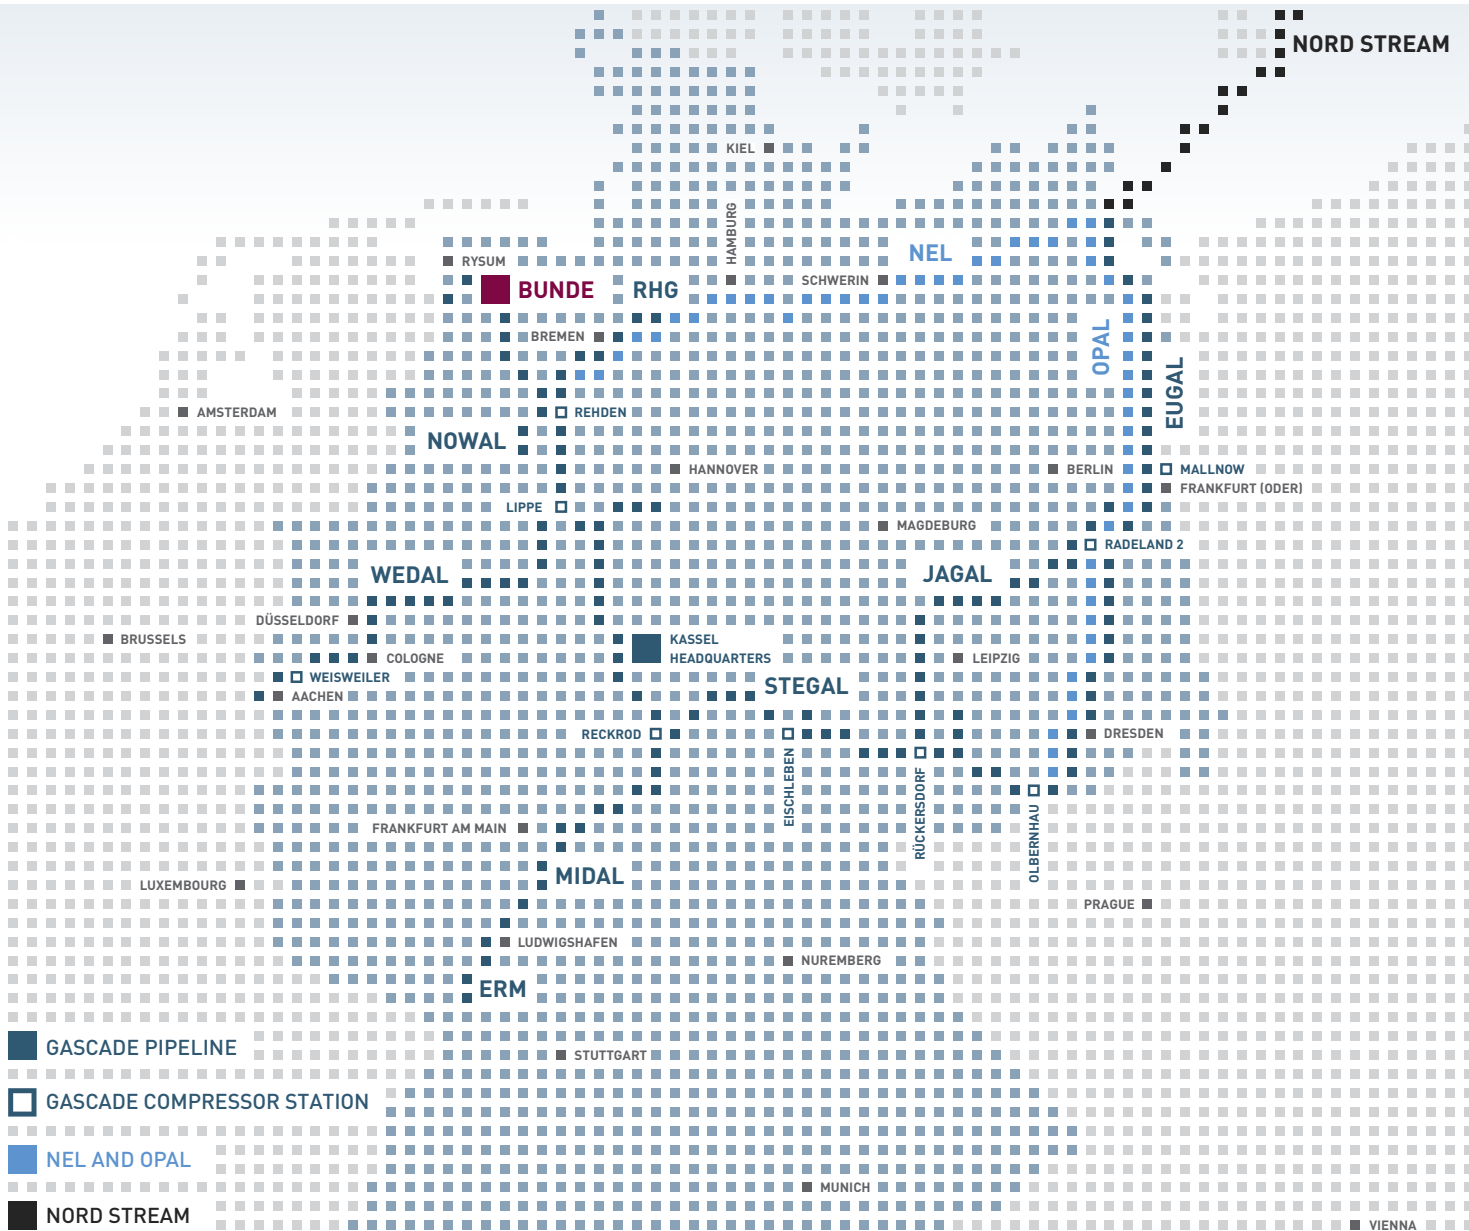 NORD STREAM
KIEL
HAMBURG
NEL
RYSUM
SCHWERIN
BUNDE
RHG
BREMEN
OPAL
EUGAL
AMSTERDAM
REHDEN
NOWAL
HANNOVER
BERLIN
MALLNOW
FRANKFURT (ODER)
LIPPE
MAGDEBURG
RADELAND 2
WEDAL
JAGAL
DÜSSELDORF
BRUSSELS
KASSEL
HEADQUARTERS
COLOGNE
LEIPZIG
WEISWEILER
STEGAL
AACHEN
RECKROD
DRESDEN
EISCHLEBEN
RÜCKERSDORF
OLBERNHAU
FRANKFURT AM MAIN
MIDAL
LUXEMBOURG
PRAGUE
LUDWIGSHAFEN
NUREMBERG
ERM
GASCADE PIPELINE
STUTTGART
GASCADE COMPRESSOR STATION
NEL AND OPAL
MUNICH
NORD STREAM
VIENNA